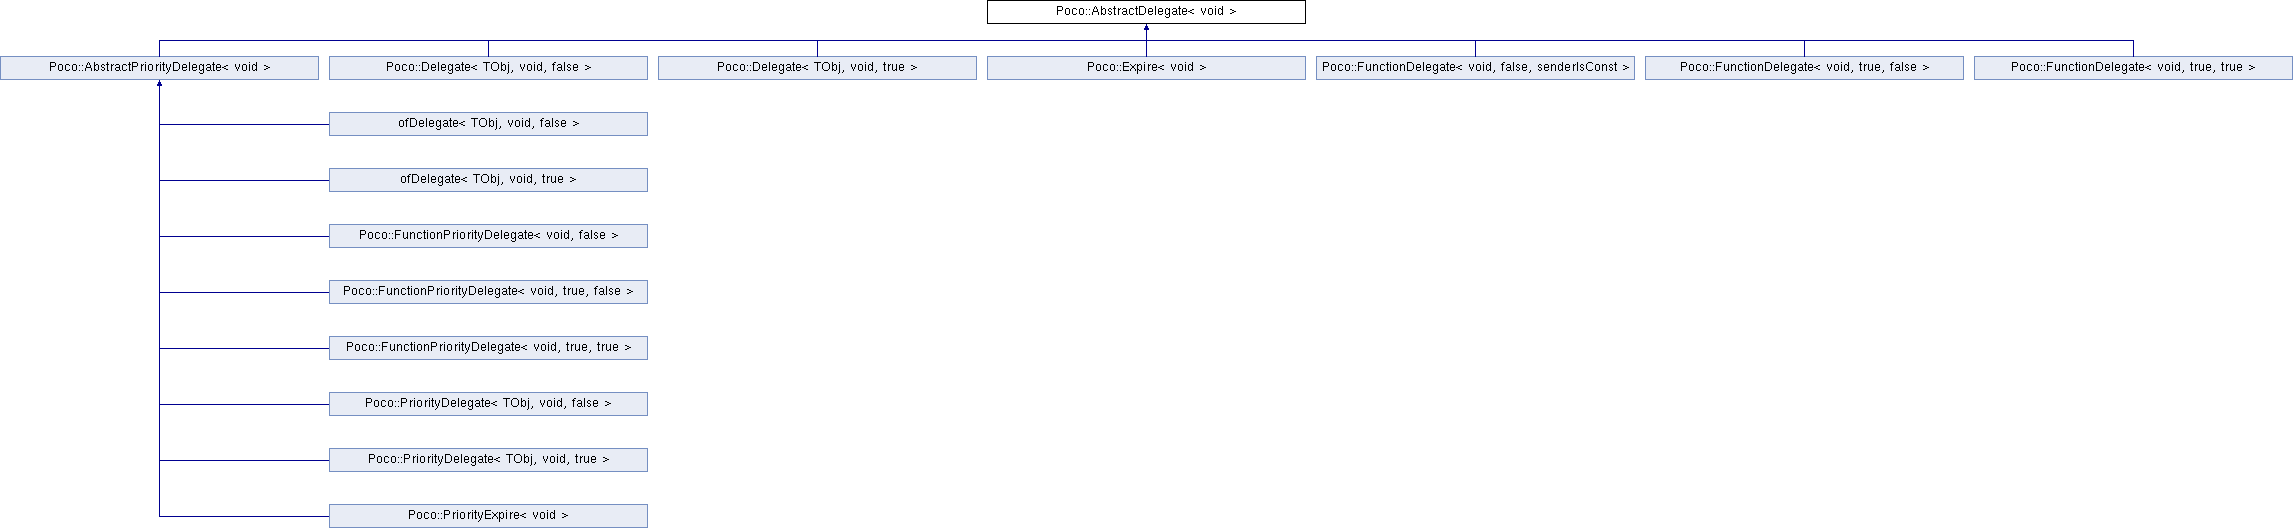 Poco::AbstractDelegate< void >
Poco::AbstractPriorityDelegate< void >
Poco::Delegate< TObj, void, false >
Poco::Delegate< TObj, void, true >
Poco::Expire< void >
Poco::FunctionDelegate< void, false, senderIsConst >
Poco::FunctionDelegate< void, true, false >
Poco::FunctionDelegate< void, true, true >
ofDelegate< TObj, void, false >
ofDelegate< TObj, void, true >
Poco::FunctionPriorityDelegate< void, false >
Poco::FunctionPriorityDelegate< void, true, false >
Poco::FunctionPriorityDelegate< void, true, true >
Poco::PriorityDelegate< TObj, void, false >
Poco::PriorityDelegate< TObj, void, true >
Poco::PriorityExpire< void >